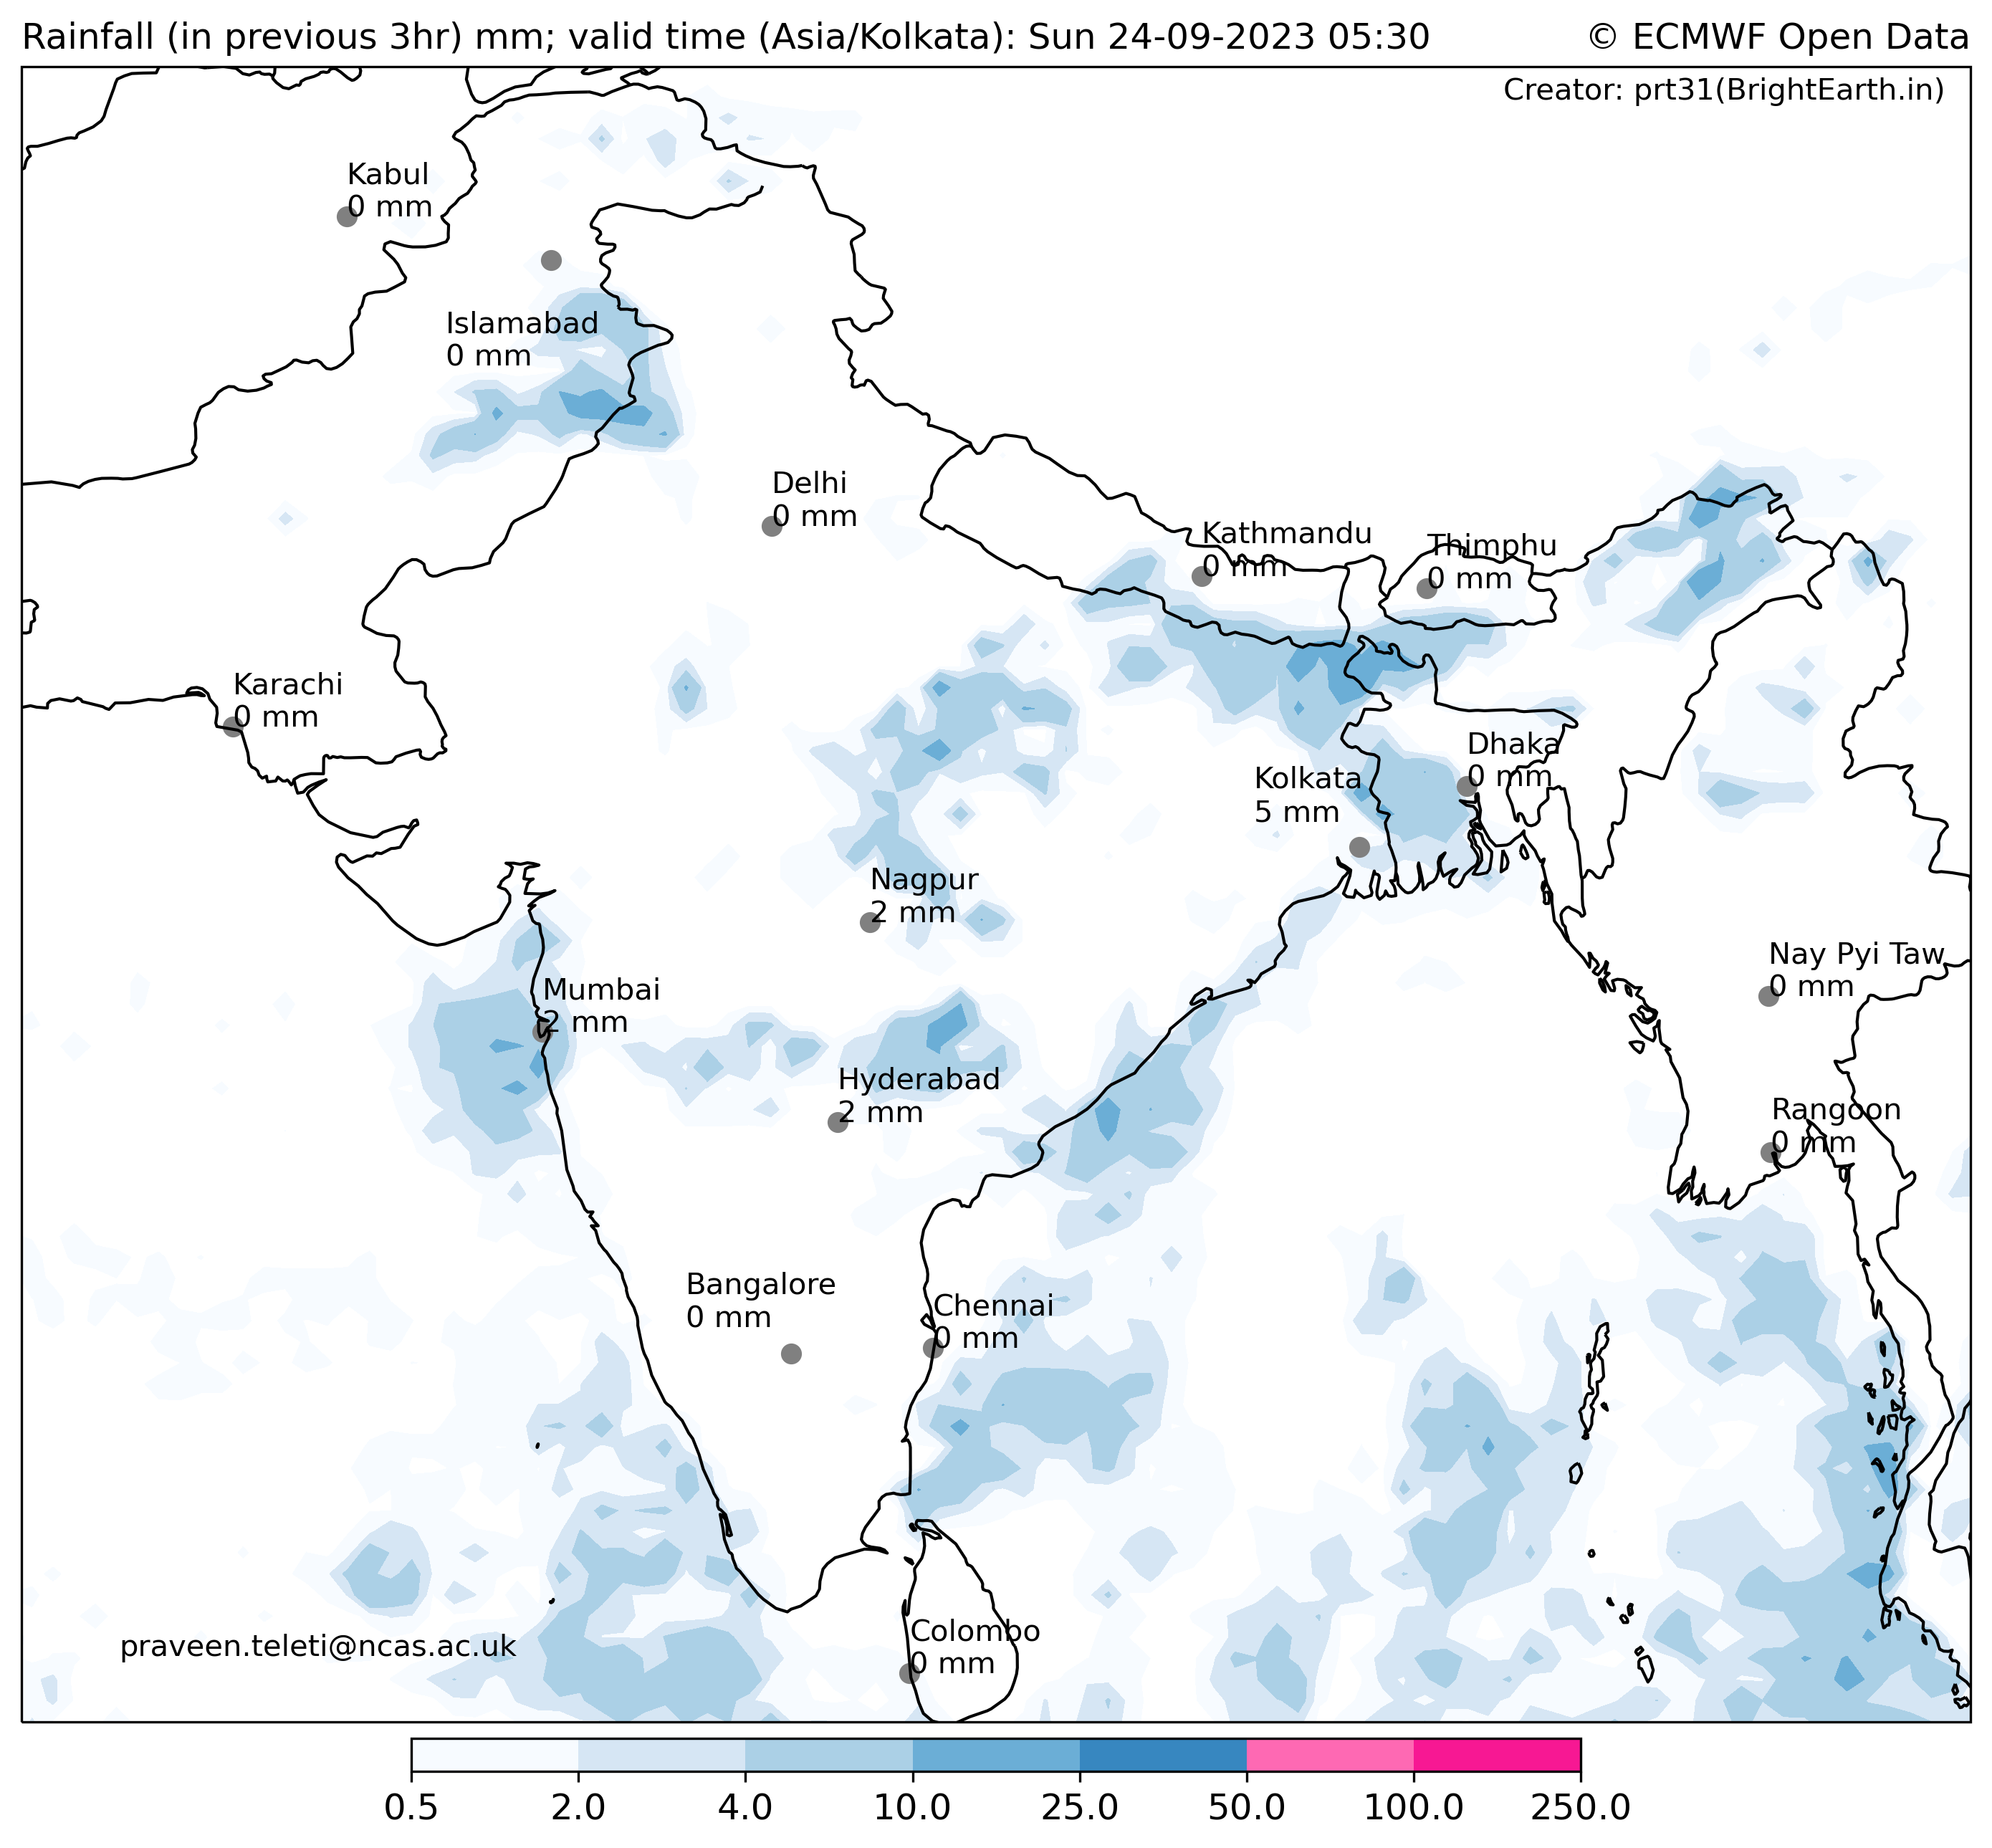 Rainfall (in previous 3hr) mm; valid time (Asia/Kolkata): Sun 24-09-2023 05:30
© ECMWF Open Data
Creator: prt31(BrightEarth.in)
Kabul
0 mm
Islamabad
0 mm
Delhi
0 mm
Kathmandu
0 mm
Thimphu
0 mm
Karachi
0 mm
Dhaka
0 mm
Kolkata
5 mm
Nagpur
2 mm
Nay Pyi Taw
0 mm
Mumbai
2 mm
Hyderabad
2 mm
Rangoon
0 mm
Bangalore
0 mm
Chennai
0 mm
Colombo
0 mm
praveen.teleti@ncas.ac.uk
0.5 2.0 4.0 10.0 25.0 50.0 100.0 250.0